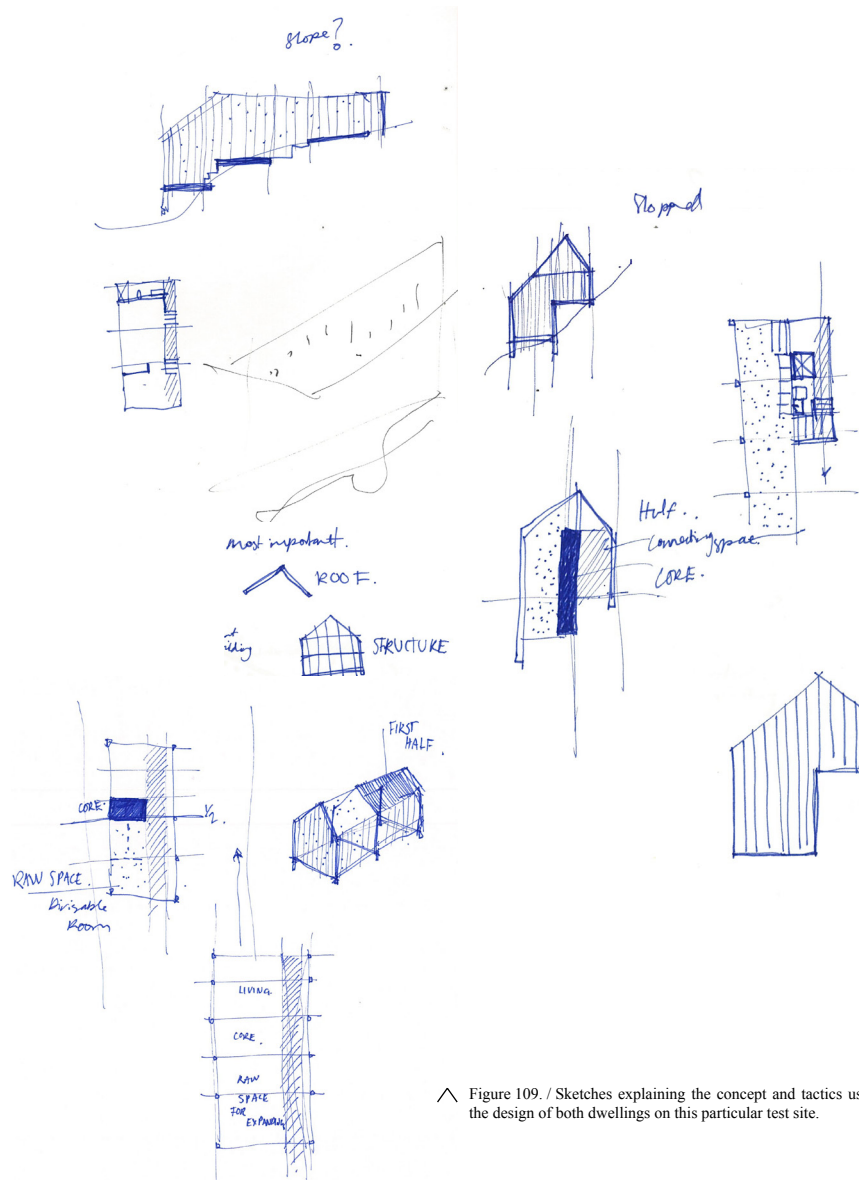 slope?
Slopped
most important.
ROOF.
STRUCTURE
Half.
Connecting space.
CORE.
FIRST
HALF.
CORE.
1/2.
RAW SPACE.
Divisable
Room
LIVING.
CORE.
RAW
SPACE
FOR
EXPANDING
Figure 109. / Sketches explaining the concept and tactics us
the design of both dwellings on this particular test site.